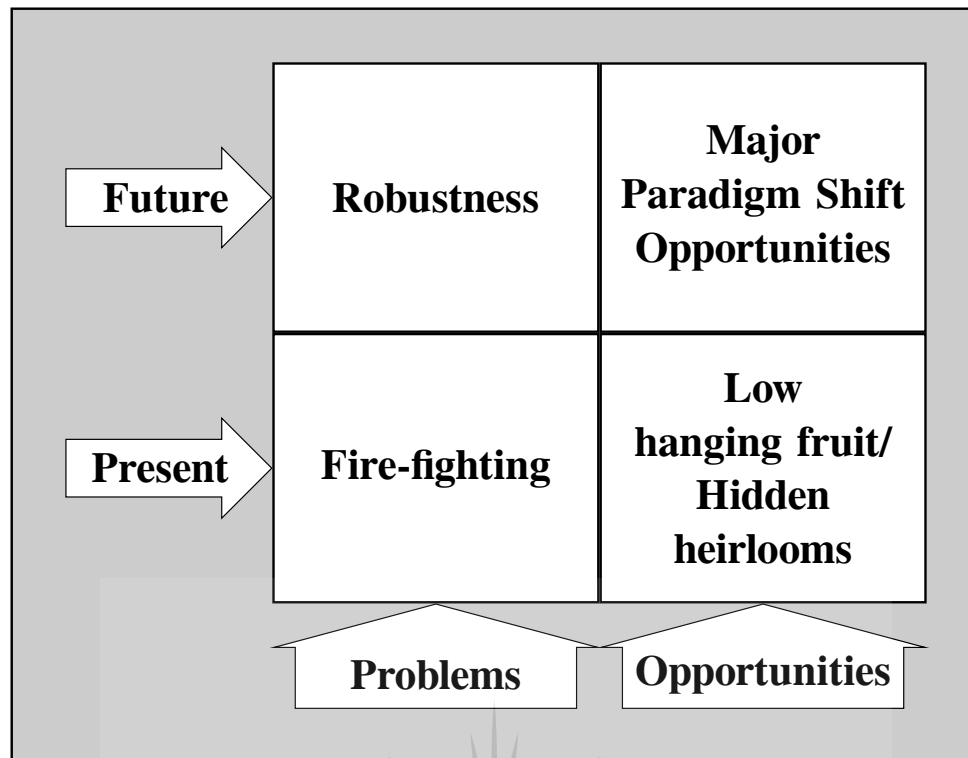 Future
Robustness
Major
Paradigm Shift
Opportunities
Present
Fire-fighting
Low
hanging fruit/
Hidden
heirlooms
Problems
Opportunities